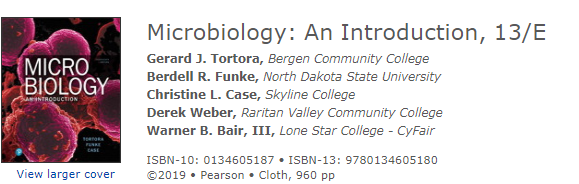 Microbiology: An Introduction, 13/E
Gerard J. Tortora, Bergen Community College
Berdell R. Funke, North Dakota State University
Christine L. Case, Skyline College
Derek Weber, Raritan Valley Community College
Warner B. Bair, III, Lone Star College - CyFair
ISBN-10: 0134605187 • ISBN-13: 9780134605180
©2019 • Pearson • Cloth, 960 pp
MICRO
BIOLOGY
AN INTRODUCTION
TORTORA
FUNKE
CASE
View larger cover